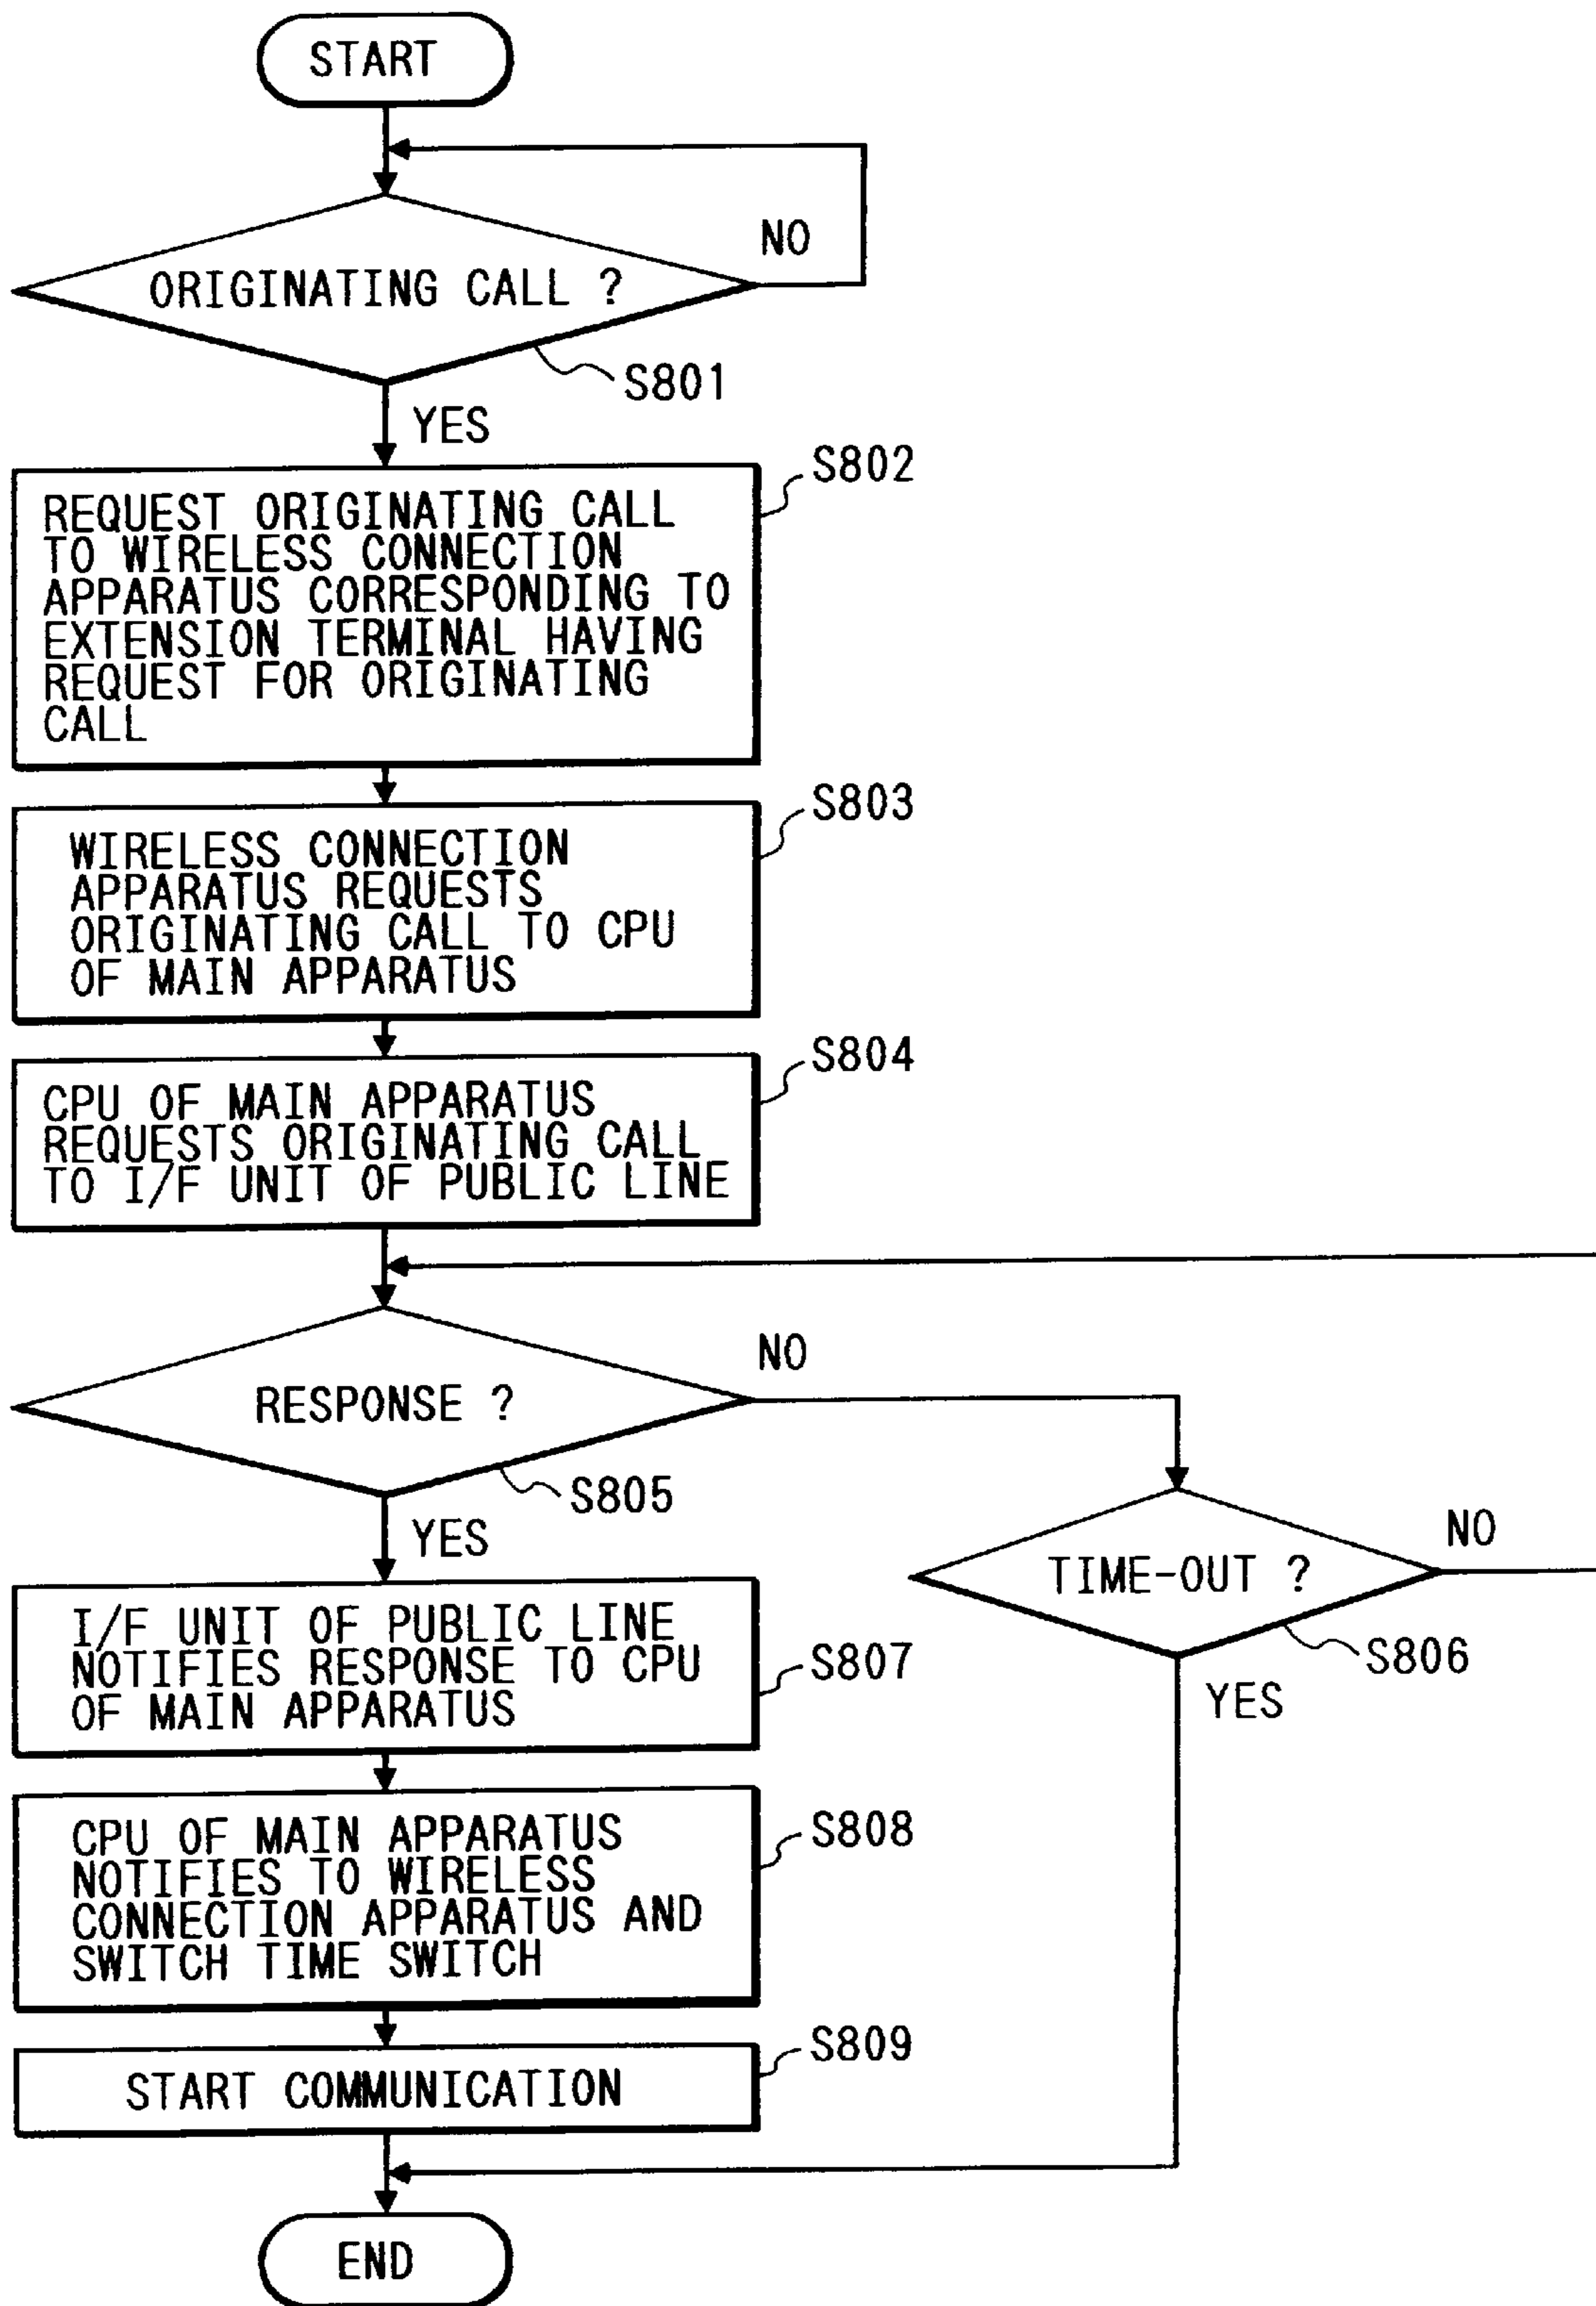 START
NO
ORIGINATING CALL ?
S801
YES
S802
REQUEST ORIGINATING CALL
TO WIRELESS CONNECTION
APPARATUS CORRESPONDING TO
EXTENSION TERMINAL HAVING
REQUEST FOR ORIGINATING
CALL
S803
WIRELESS CONNECTION
APPARATUS REQUESTS
ORIGINATING CALL TO CPU
OF MAIN APPARATUS
S804
CPU OF MAIN APPARATUS
REQUESTS ORIGINATING CALL
TO I/F UNIT OF PUBLIC LINE
NO
RESPONSE ?
S805
YES
NO
TIME-OUT ?
S806
YES
I/F UNIT OF PUBLIC LINE
NOTIFIES RESPONSE TO CPU
OF MAIN APPARATUS
S807
CPU OF MAIN APPARATUS
NOTIFIES TO WIRELESS
CONNECTION APPARATUS AND
SWITCH TIME SWITCH
S808
S809
START COMMUNICATION
END